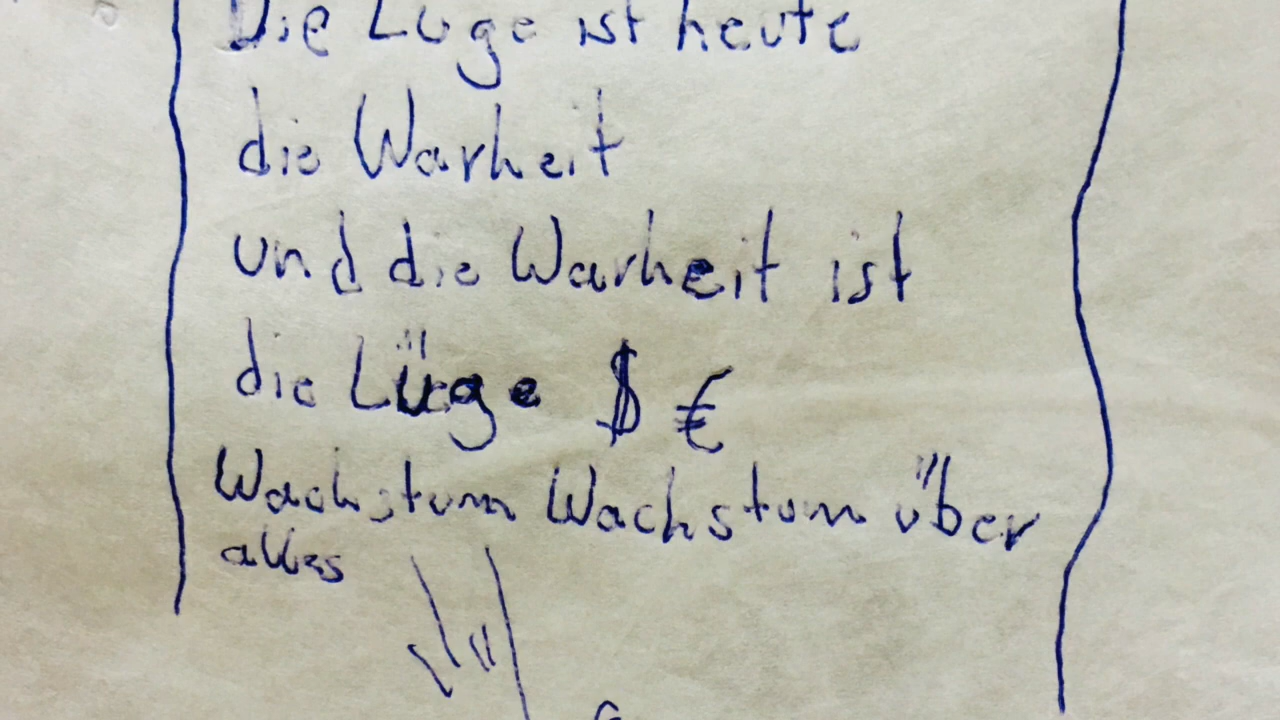 Die Lüge ist heute
die Warheit
und die Warheit ist
die Lüge $ €
Wachstum Wachstum über
alles